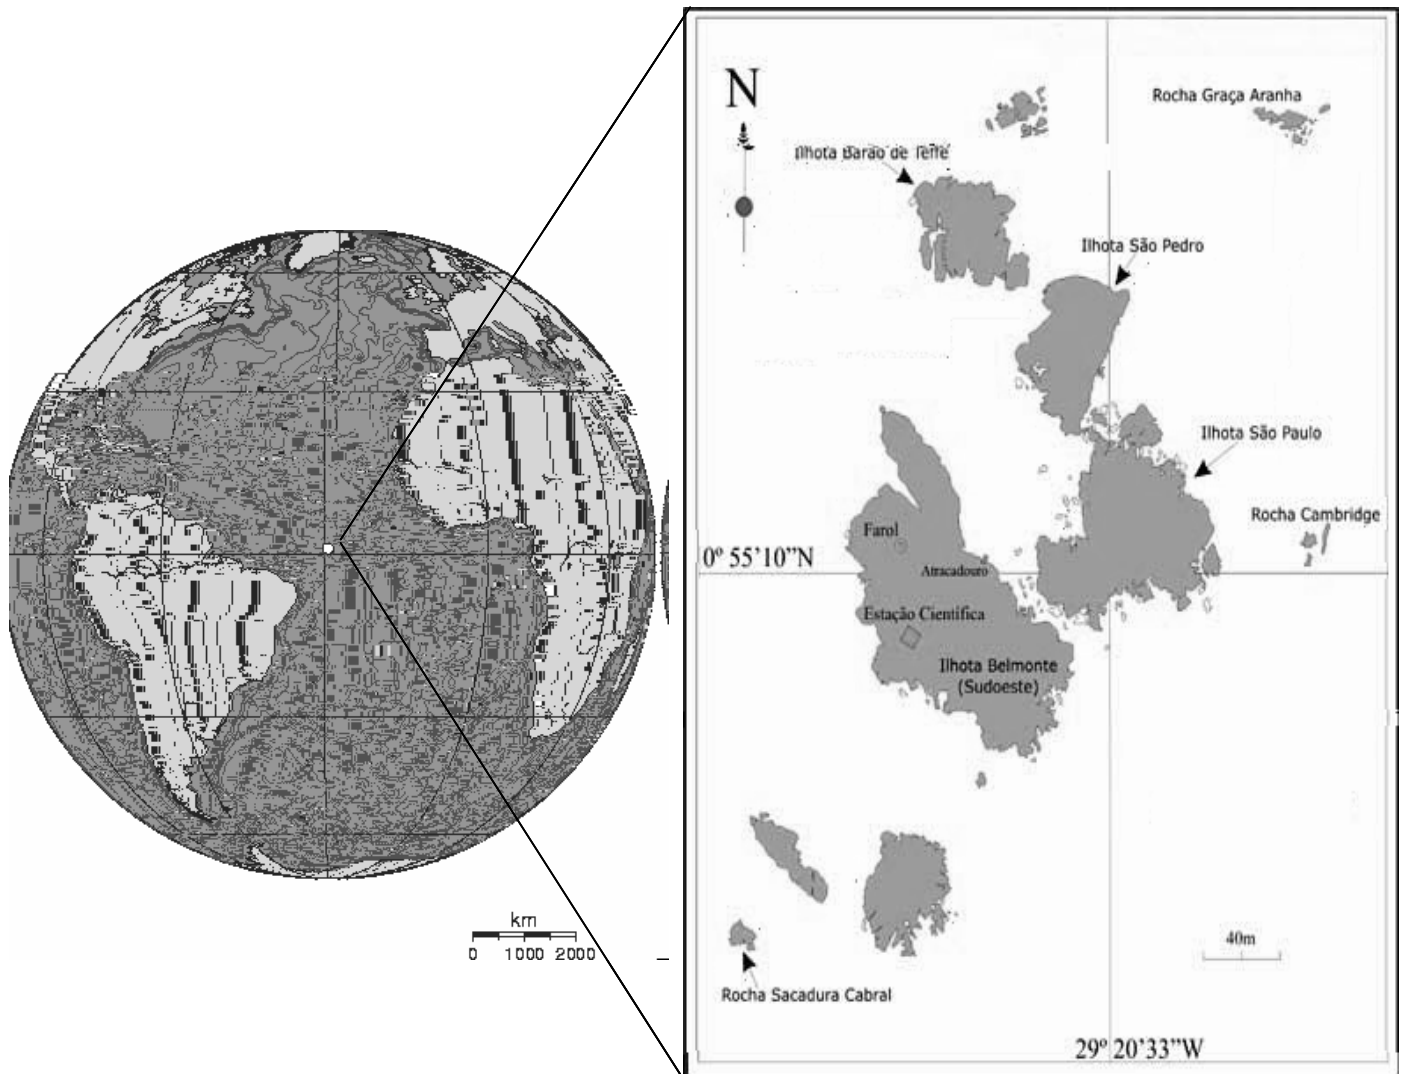 N
Rocha Graça Aranha
Ilhota Barão de Teffé
Ilhota São Pedro
Ilhota São Paulo
Rocha Cambridge
Farol
0º 55'10”N
Atracadouro
Estação Científica
Ilhota Belmonte
(Sudoeste)
km
0 1000 2000
40m
Rocha Sacadura Cabral
29º 20'33”W